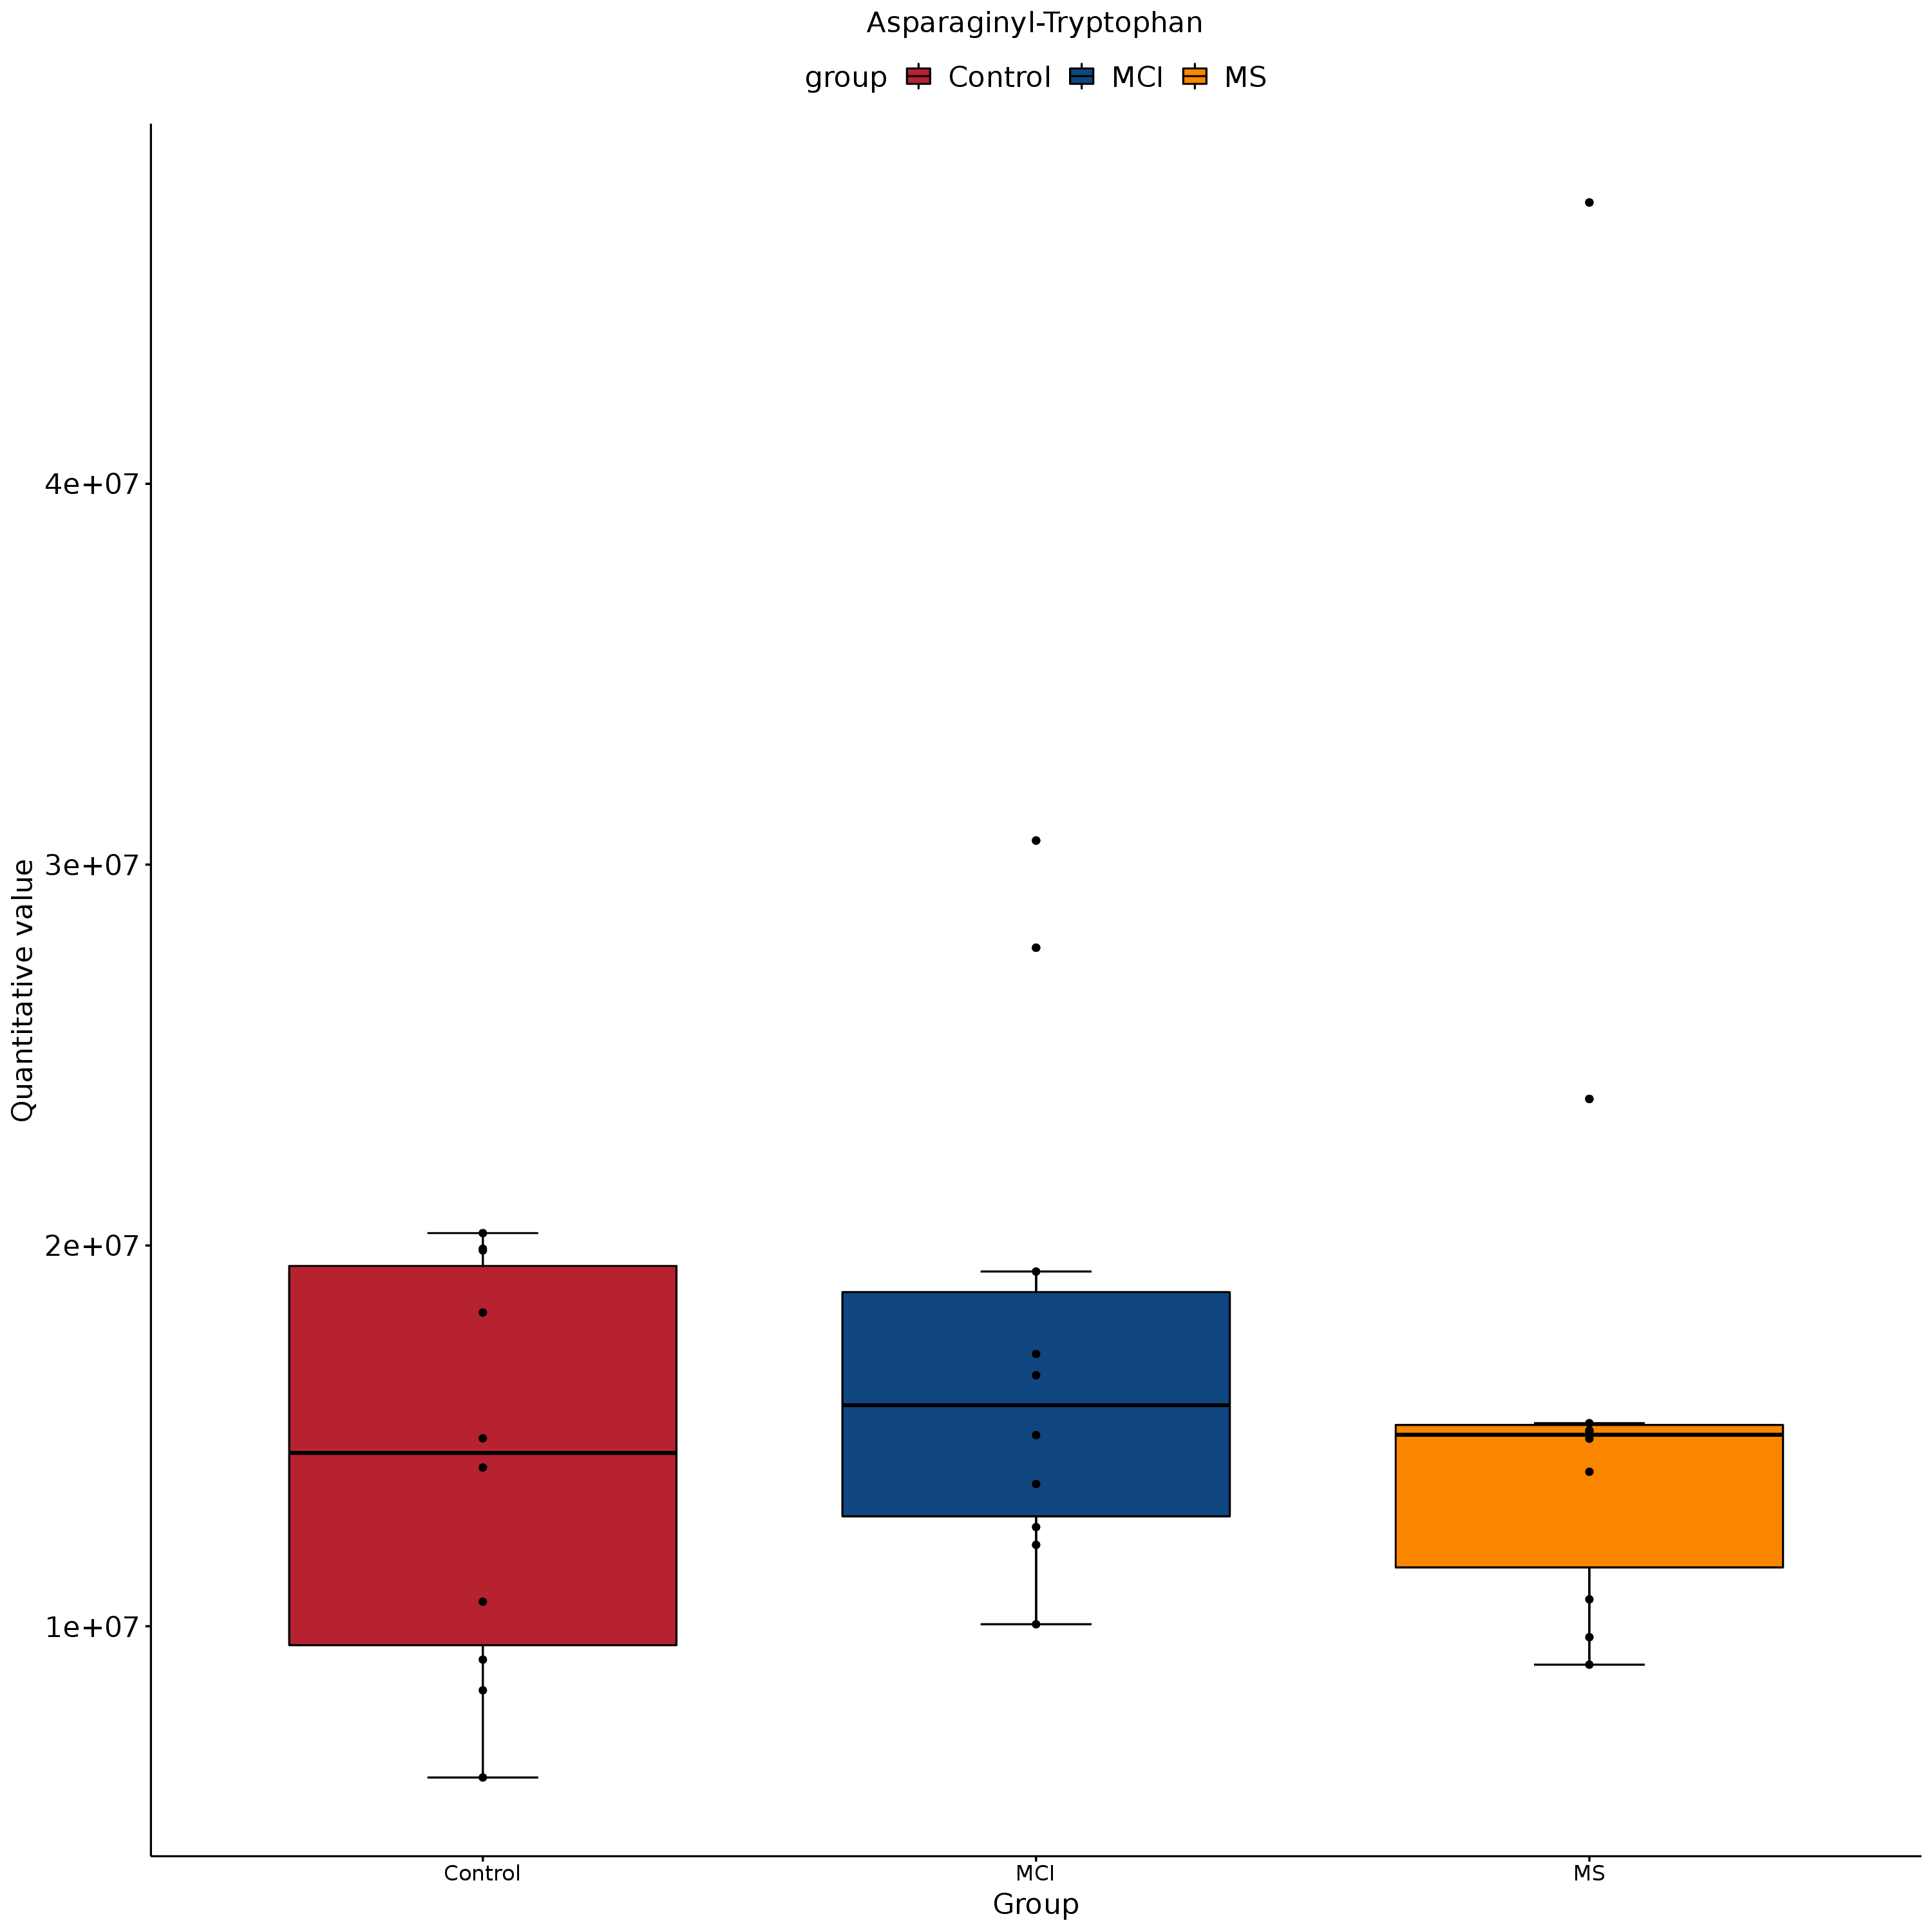 Asparaginyl-Tryptophan
group Control MCI MS
Quantitative value
4e+07
3e+07
2e+07
1e+07
Control MCI MS
Group